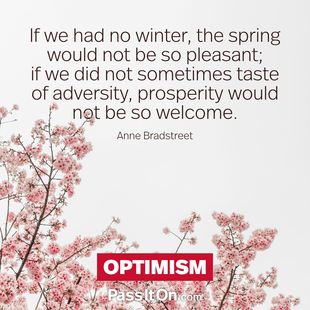 If we had no winter, the spring
would not be so pleasant;
if we did not sometimes taste
of adversity, prosperity would
not be so welcome.
Anne Bradstreet
OPTIMISM
PassItOn.com